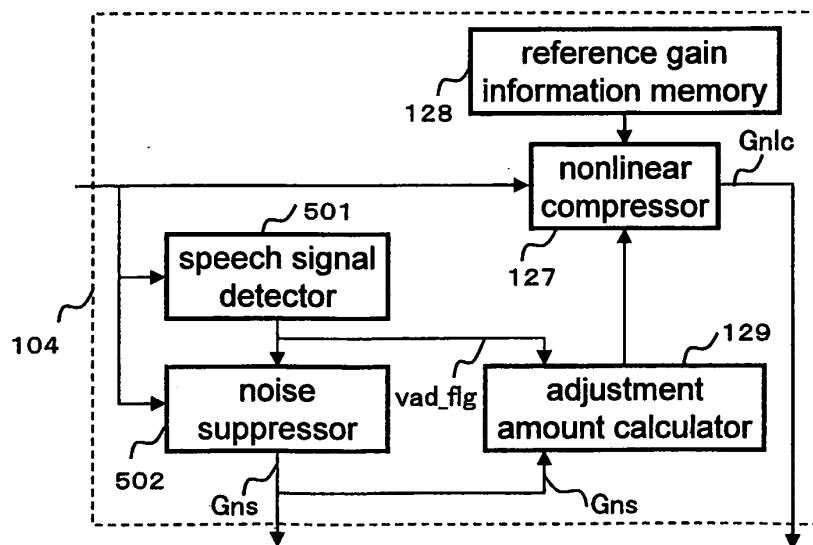 reference gain
information memory
128
Gnlc
nonlinear
compressor
127
501
speech signal
detector
104
129
vad_flg
noise
suppressor
502
adjustment
amount calculator
Gns
Gns